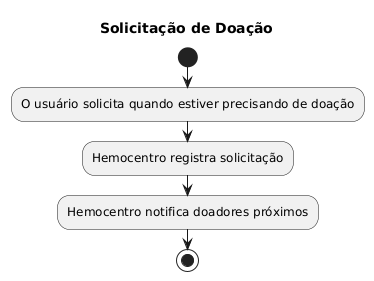 Solicitação de Doação
O usuário solicita quando estiver precisando de doação
Hemocentro registra solicitação
Hemocentro notifica doadores próximos